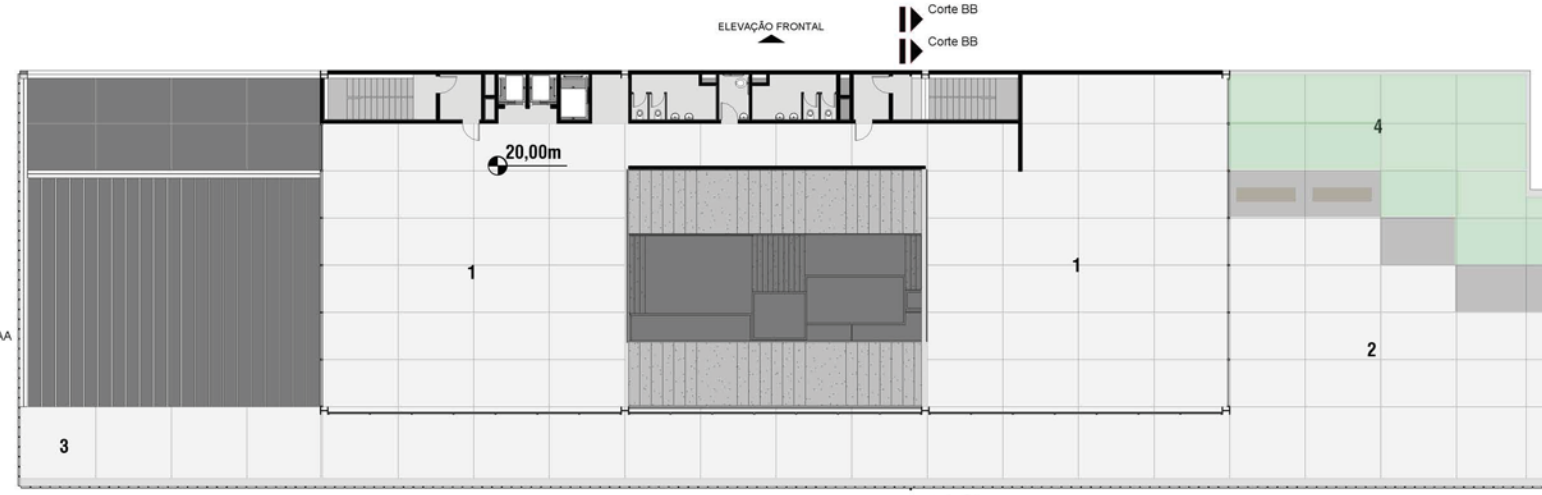 Corte BB
ELEVAÇÃO FRONTAL
Corte BB
4
20,00m
1
1
AA
2
3